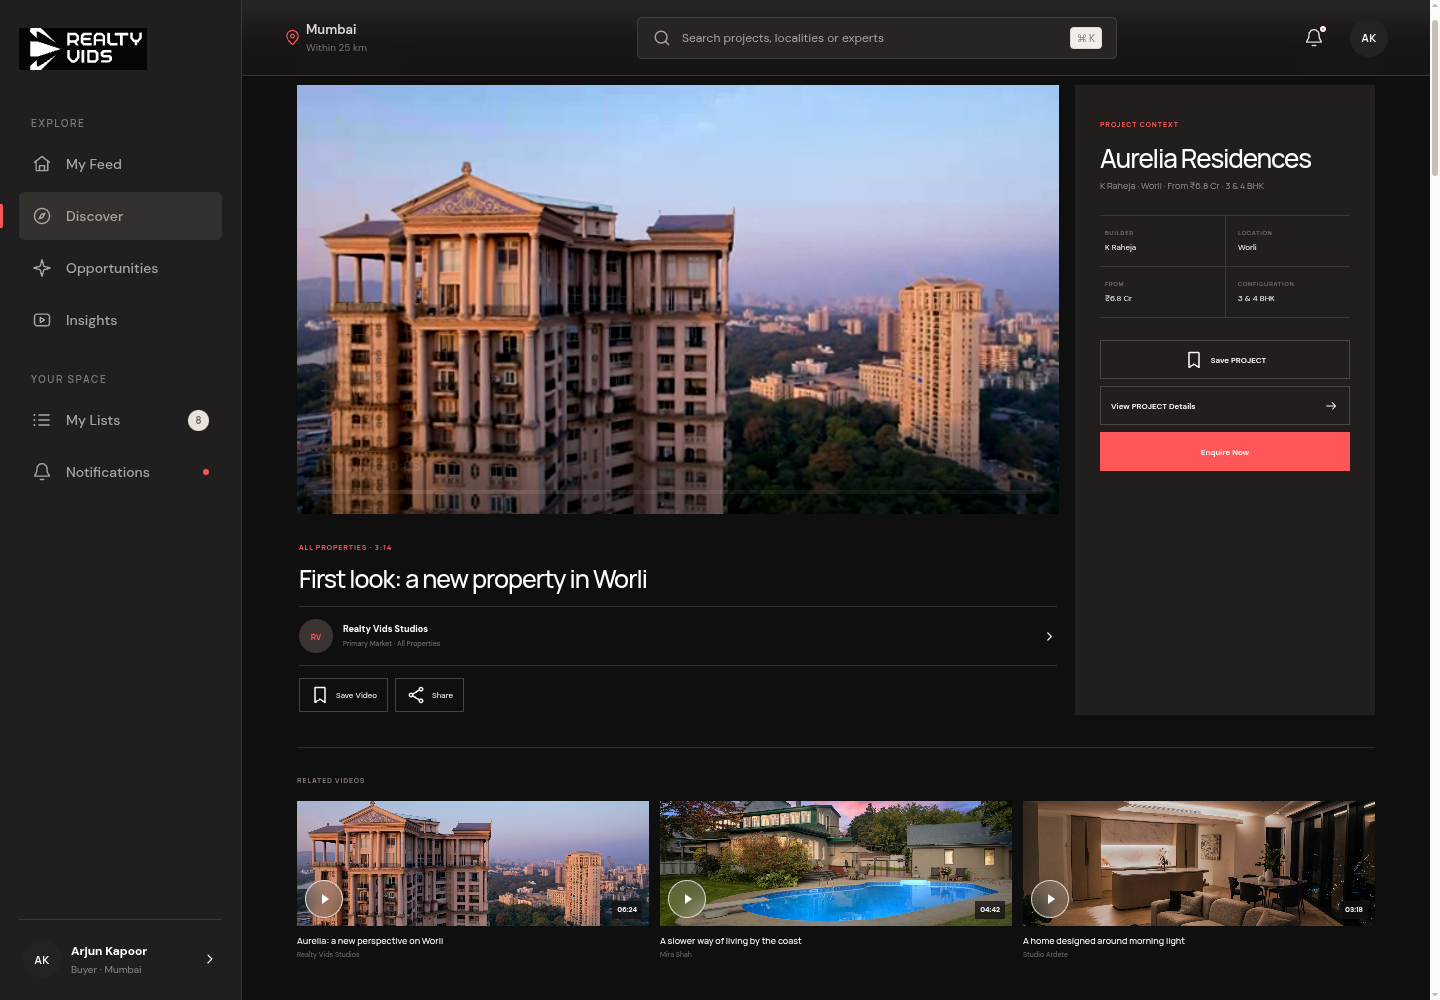 REALTY
VIDS
EXPLORE
My Feed
Discover
Opportunities
Insights
YOUR SPACE
My Lists
8
Notifications
AK
Arjun Kapoor
Buyer · Mumbai
Mumbai
Within 25 km
Search projects, localities or experts
⌘ K
AK
ALL PROPERTIES · 3:14
First look: a new property in Worli
RV
Realty Vids Studios
Primary Market · All Properties
Save Video
Share
PROJECT CONTEXT
Aurelia Residences
K Raheja · Worli · From ₹6.8 Cr · 3 & 4 BHK
BUILDER
K Raheja
LOCATION
Worli
FROM
₹6.8 Cr
CONFIGURATION
3 & 4 BHK
Save PROJECT
View PROJECT Details
Enquire Now
RELATED VIDEOS
06:24
Aurelia: a new perspective on Worli
Realty Vids Studios
04:42
A slower way of living by the coast
Mira Shah
03:18
A home designed around morning light
Studio Ardete